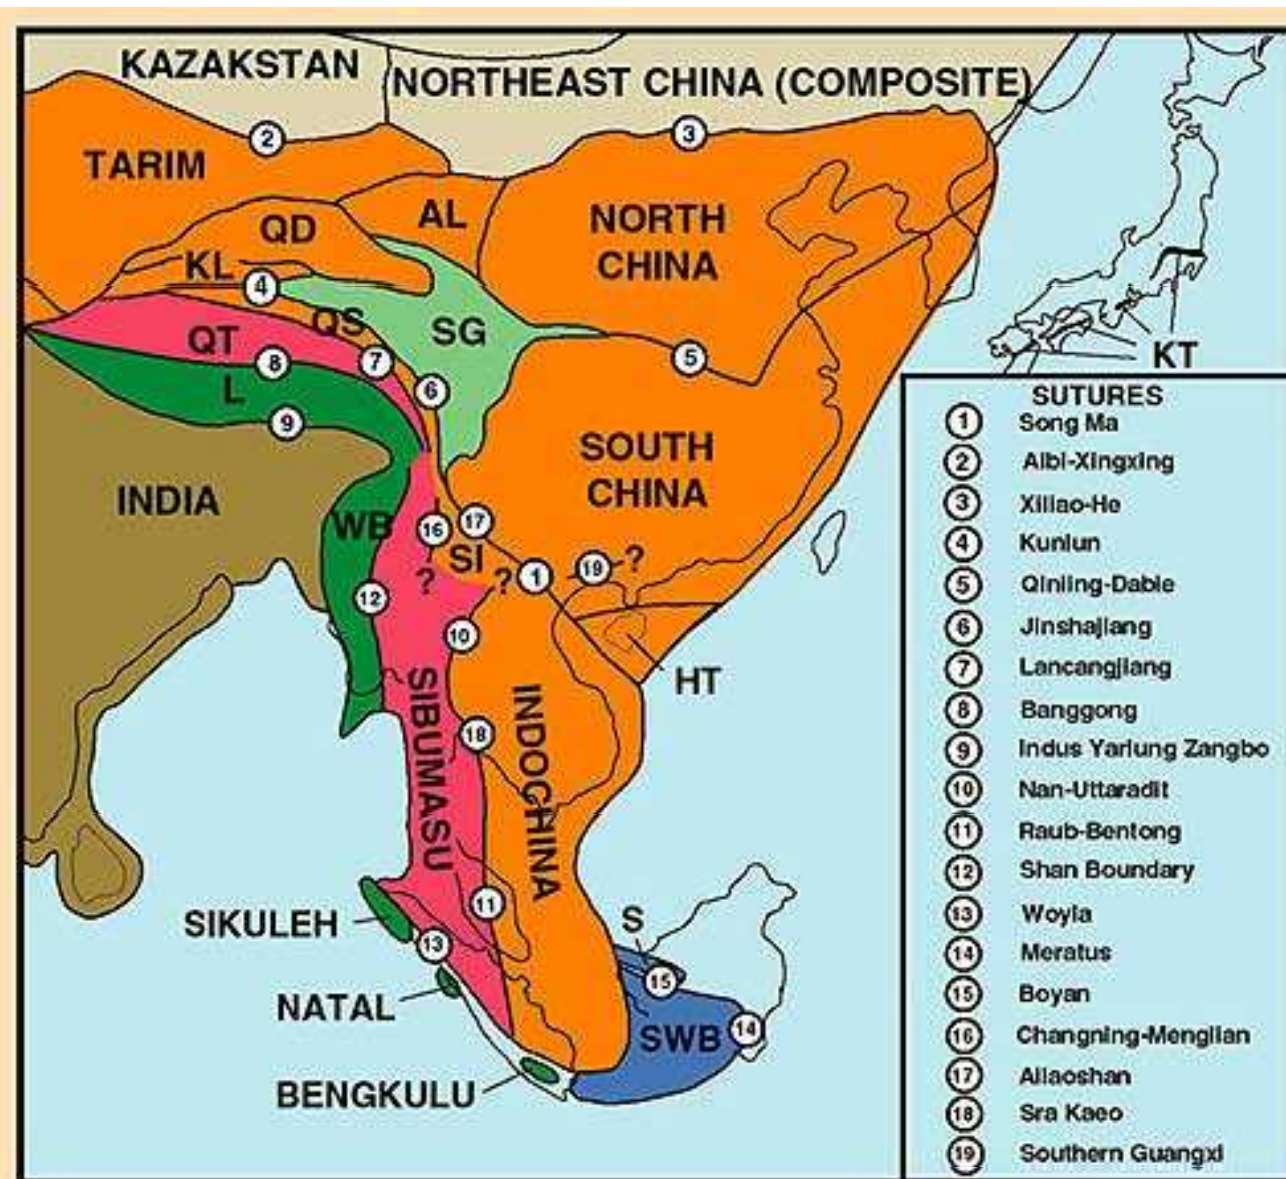 KAZAKSTAN
NORTHEAST CHINA (COMPOSITE)
2
3
TARIM
AL
NORTH
CHINA
QD
KL
4
QS
SG
QT
8
7
6
5
KT
L
9
SOUTH
CHINA
INDIA
WB
16
17
SI
?
?
1
19
?
12
10
HT
SIBUMASU
INDOCHINA
18
11
SIKULEH
13
S
15
NATAL
SWB
14
BENGKULU
SUTURES
1 Song Ma
2 Aibi-Xingxing
3 Xiliao-He
4 Kunlun
5 Qinling-Dabie
6 Jinshajiang
7 Lancangjiang
8 Banggong
9 Indus Yarlung Zangbo
10 Nan-Uttaradit
11 Raub-Bentong
12 Shan Boundary
13 Woyla
14 Meratus
15 Boyan
16 Changning-Menglian
17 Ailaoshan
18 Sra Kaeo
19 Southern Guangxi